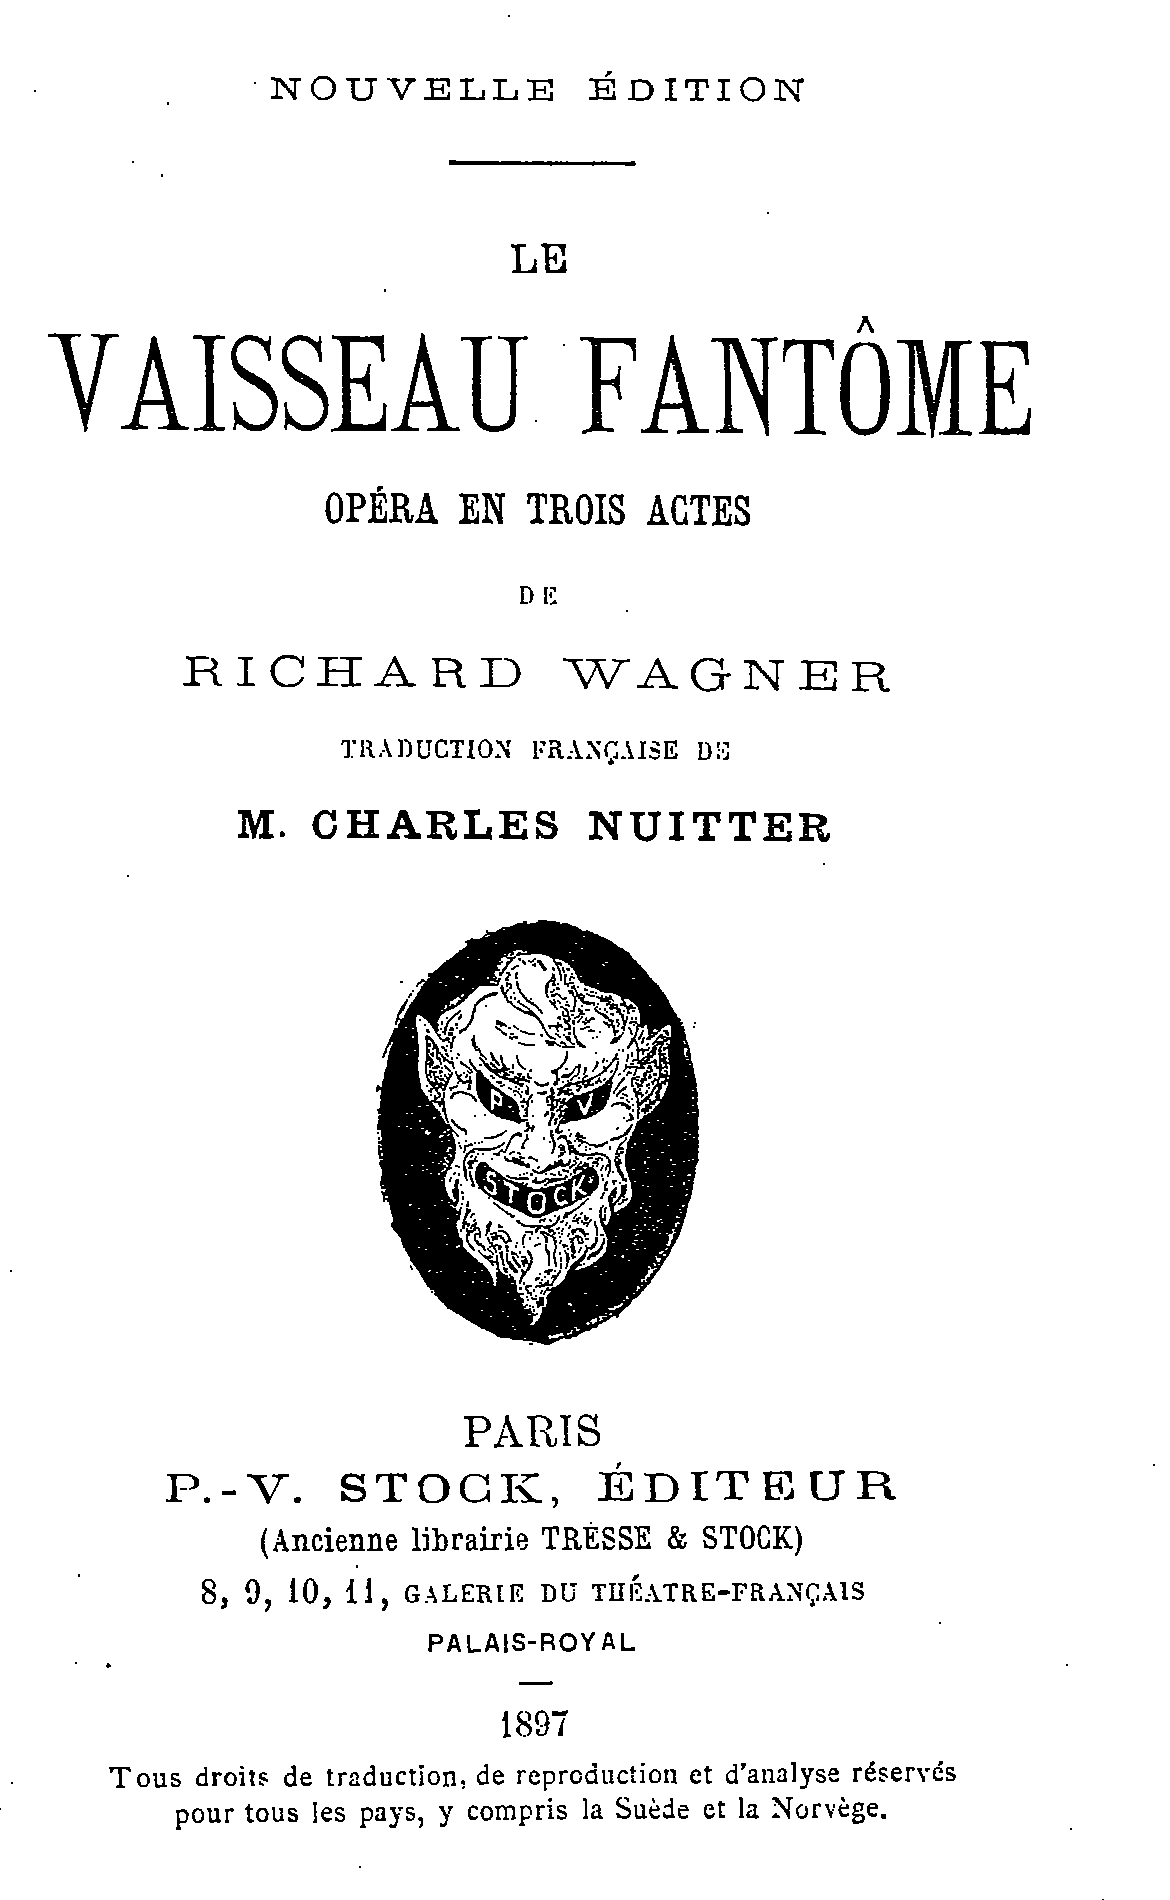 NOUVELLE ÉDITION
LE
VAISSEAU FANTÔME
OPÉRA EN TROIS ACTES
DE
RICHARD WAGNER
TRADUCTION FRANÇAISE DE
M. CHARLES NUITTER
P. V
STOCK
PARIS
P.-V. STOCK, ÉDITEUR
(Ancienne librairie TRESSE & STOCK)
8, 9, 10, 11, GALERIE DU THÉATRE-FRANÇAIS
PALAIS-ROYAL
1897
Tous droits de traduction, de reproduction et d'analyse réservés
pour tous les pays, y compris la Suède et la Norvège.